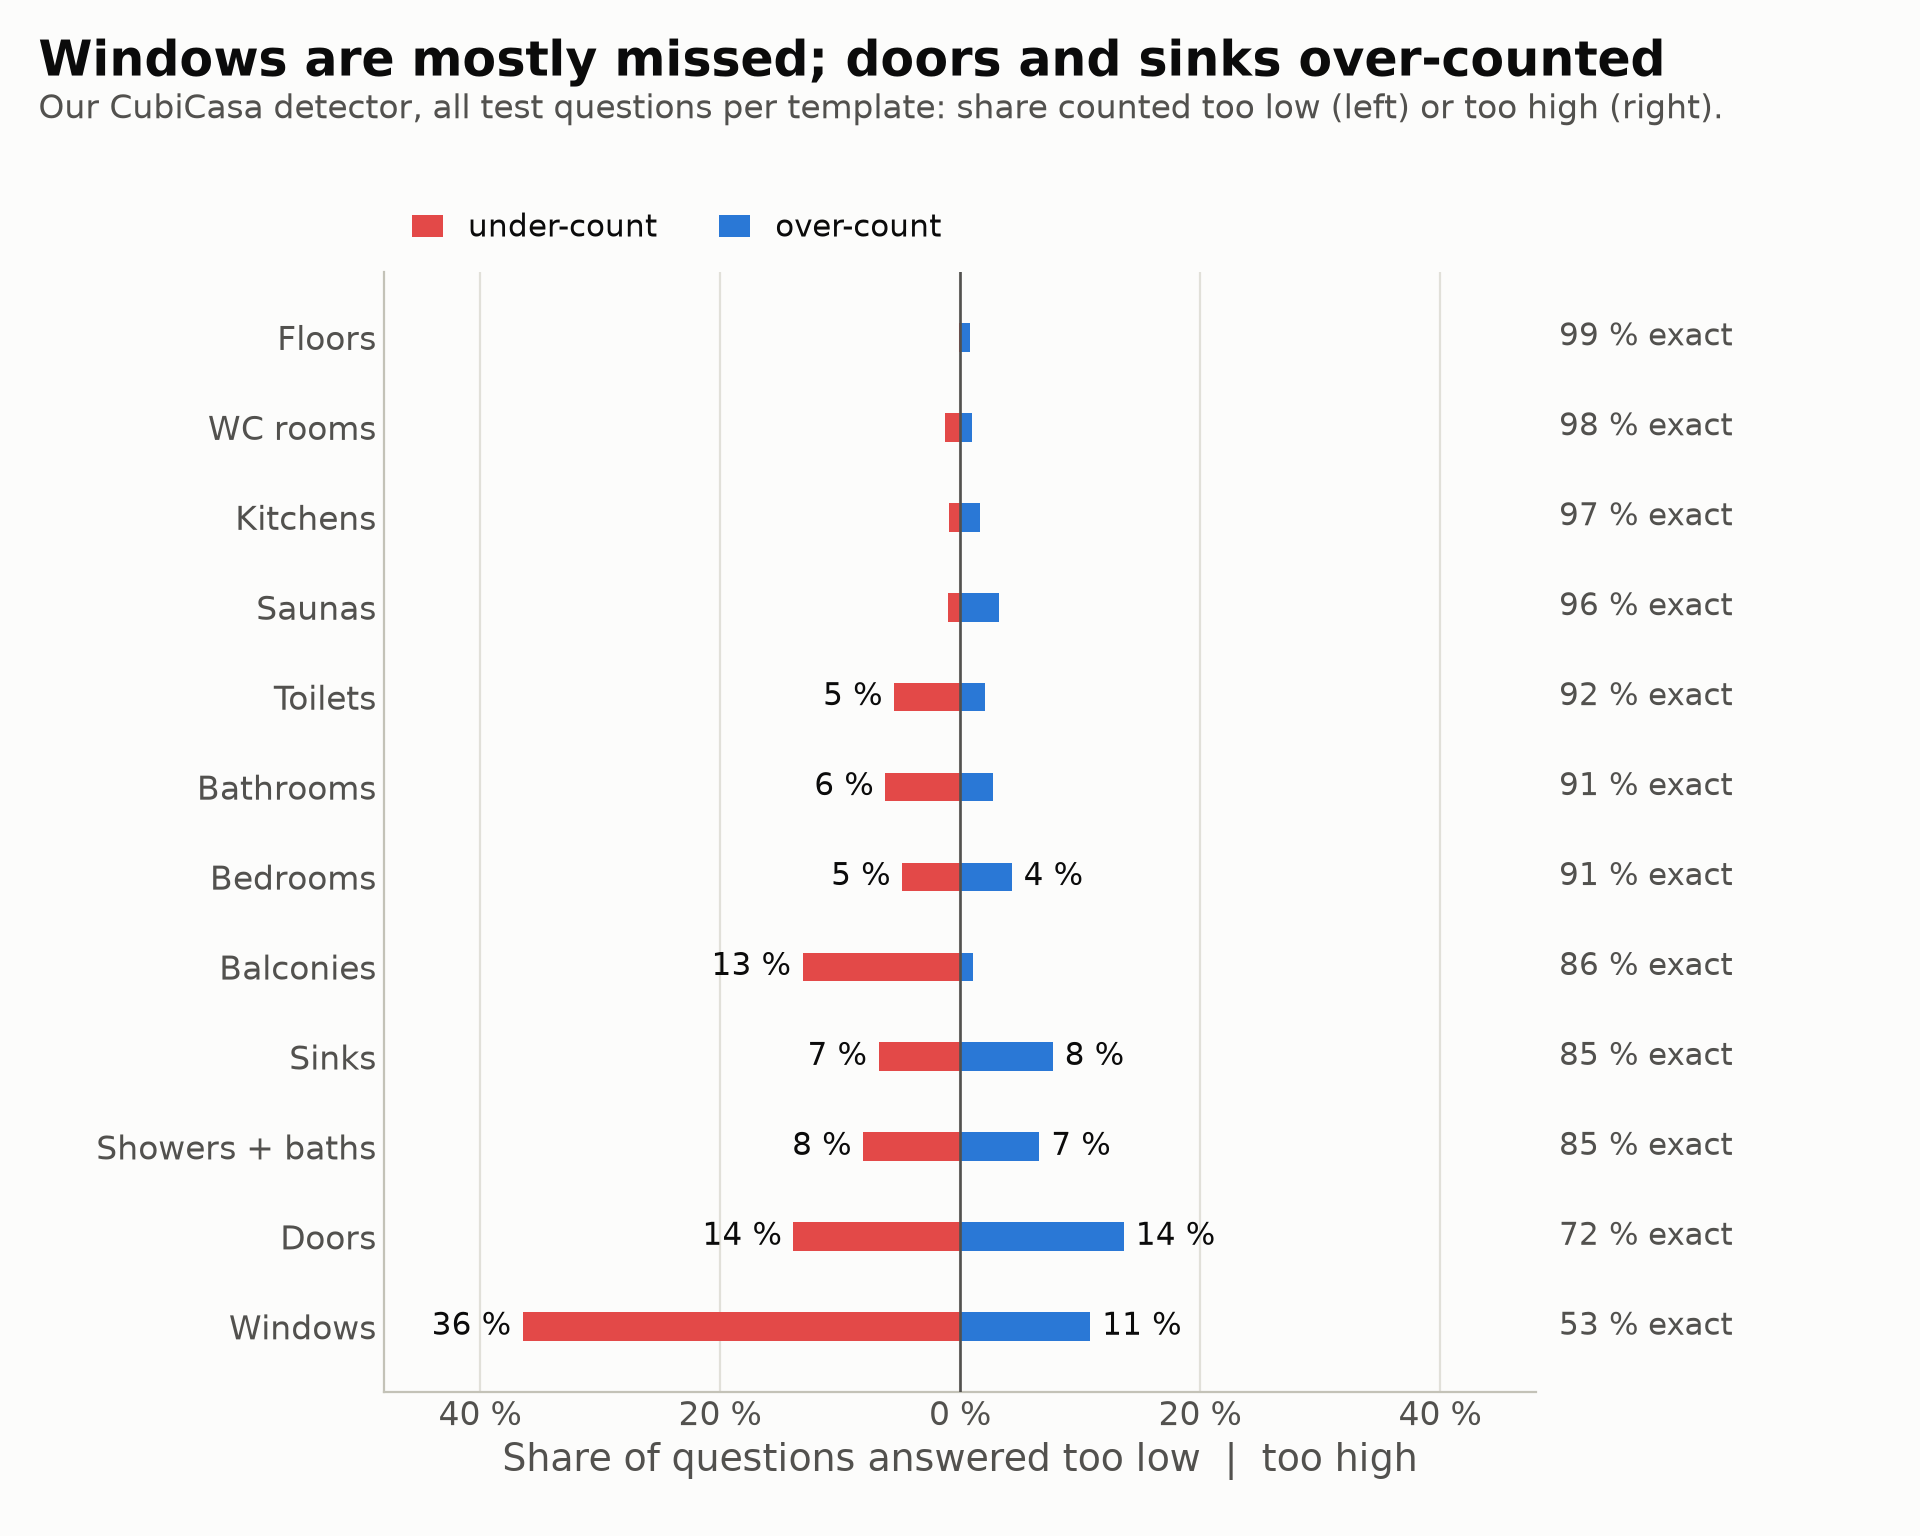 Windows are mostly missed; doors and sinks over-counted
Our CubiCasa detector, all test questions per template: share counted too low (left) or too high (right).
under-count over-count
Floors 99 % exact
WC rooms 98 % exact
Kitchens 97 % exact
Saunas 96 % exact
Toilets 5 % 92 % exact
Bathrooms 6 % 91 % exact
Bedrooms 5 % 4 % 91 % exact
Balconies 13 % 86 % exact
Sinks 7 % 8 % 85 % exact
Showers + baths 8 % 7 % 85 % exact
Doors 14 % 14 % 72 % exact
Windows 36 % 11 % 53 % exact
40 % 20 % 0 % 20 % 40 %
Share of questions answered too low | too high